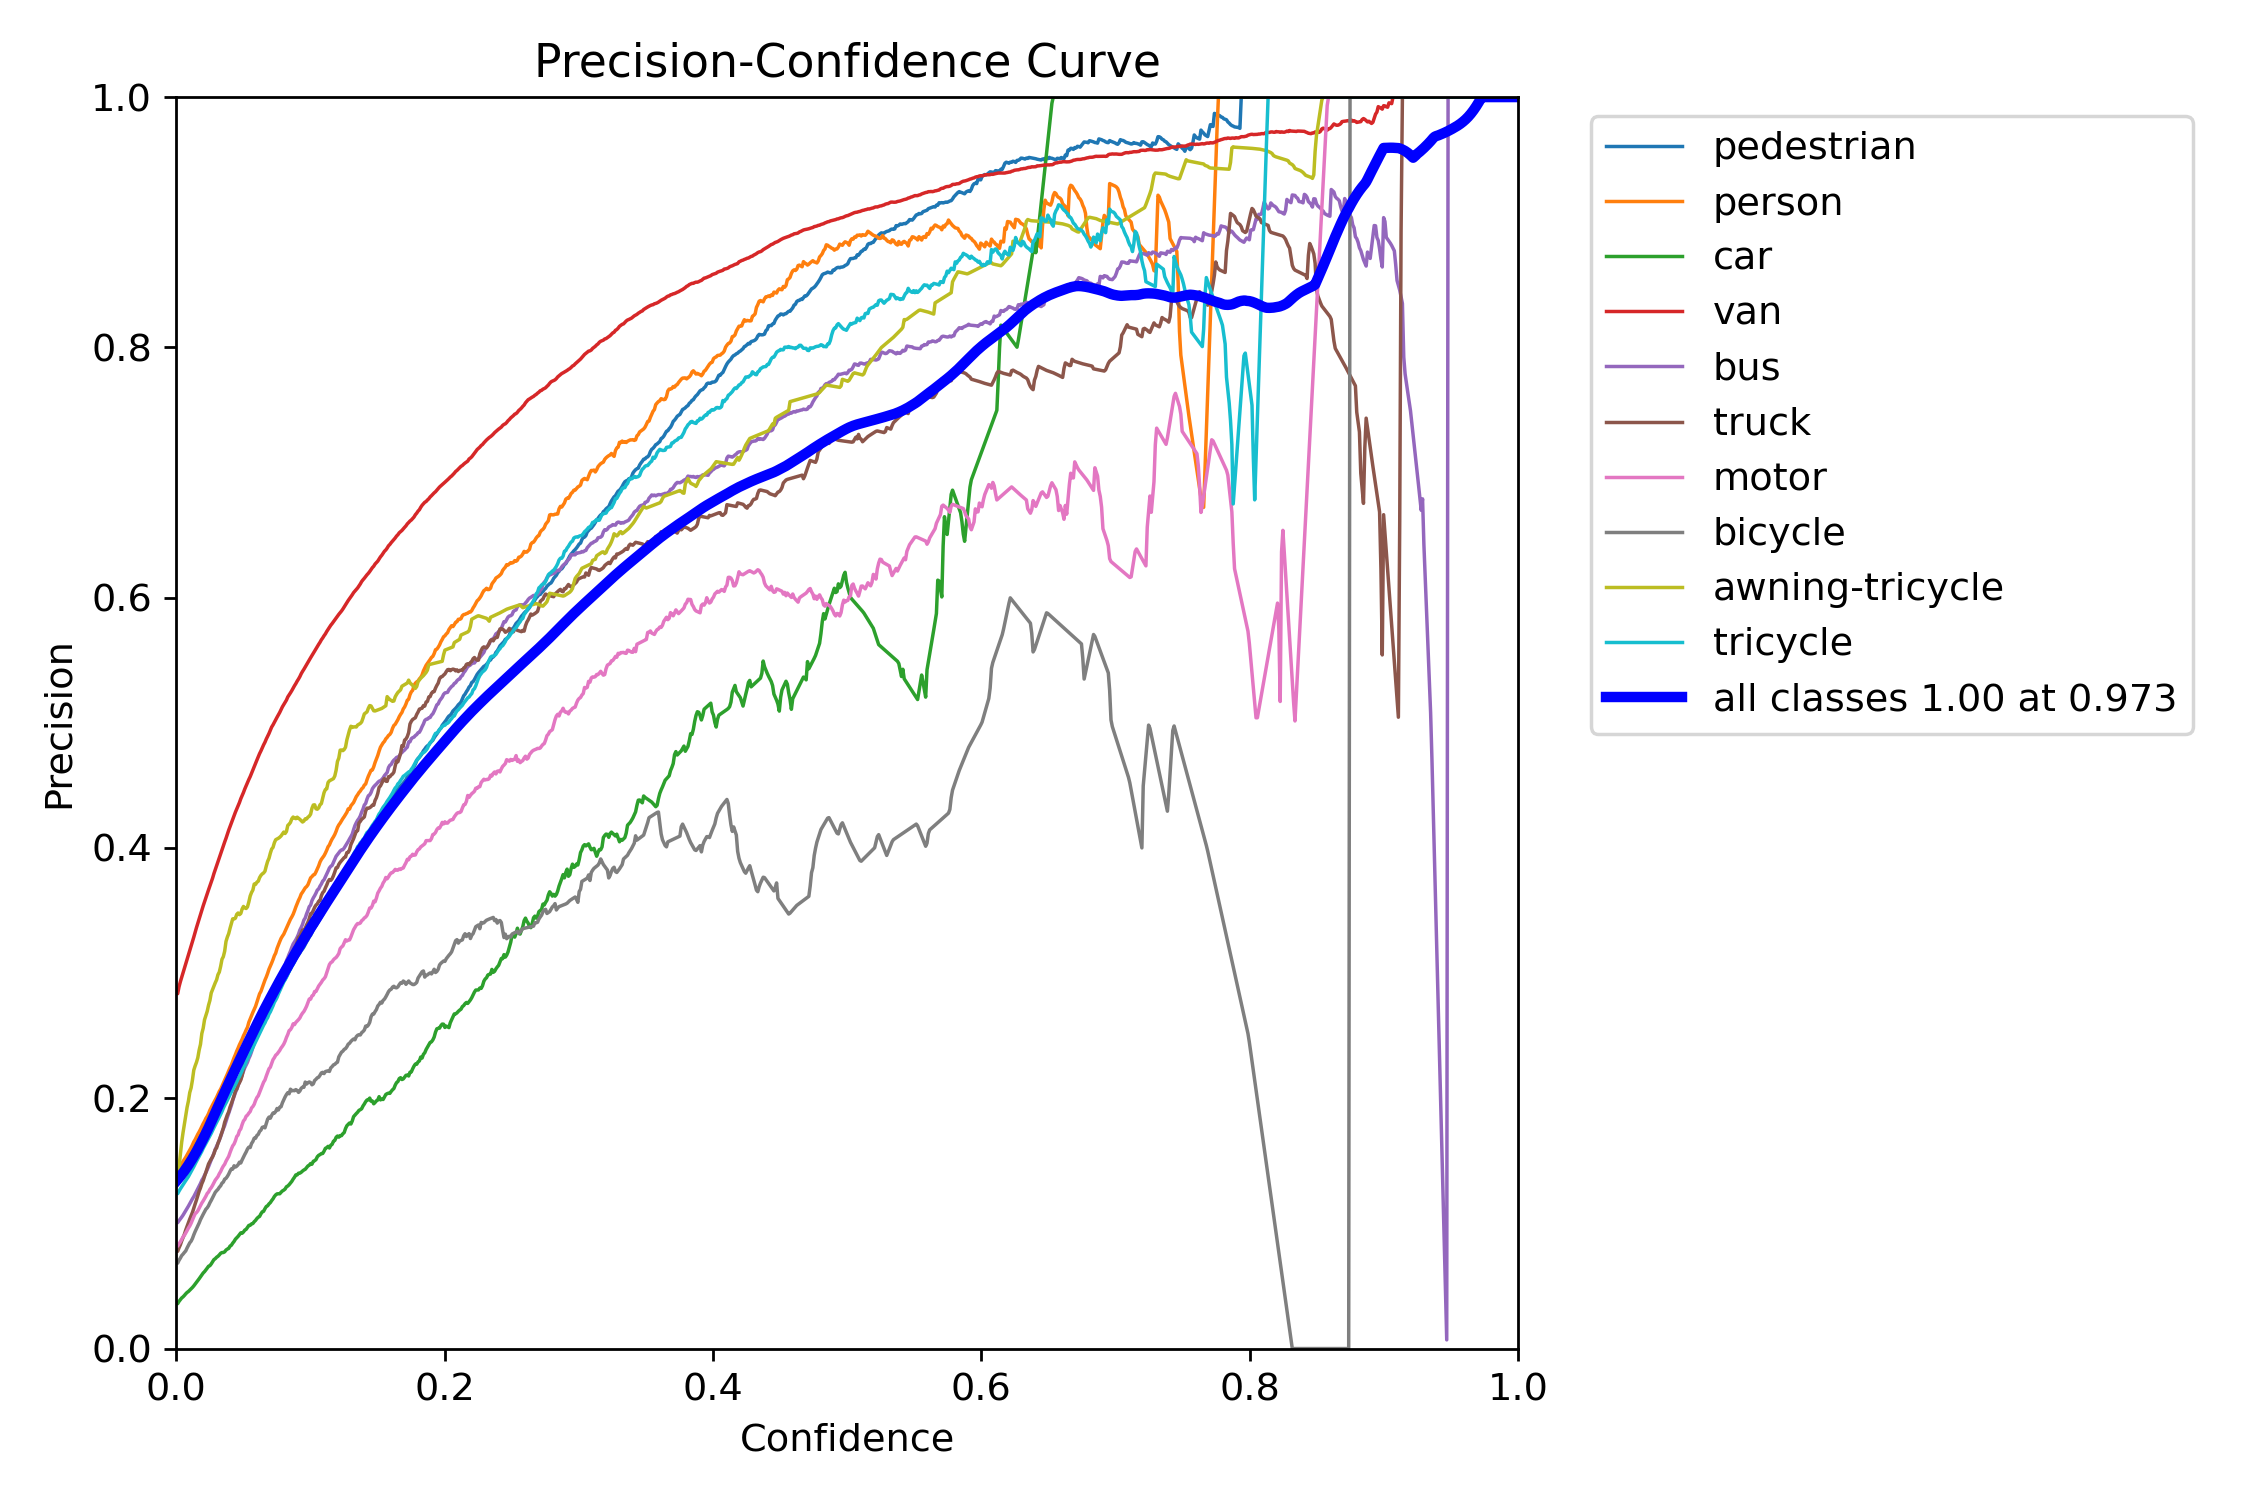 Precision-Confidence Curve
1.0
0.8
0.6
0.4
0.2
0.0
Precision
0.0 0.2 0.4 0.6 0.8 1.0
Confidence
pedestrian
person
car
van
bus
truck
motor
bicycle
awning-tricycle
tricycle
all classes 1.00 at 0.973